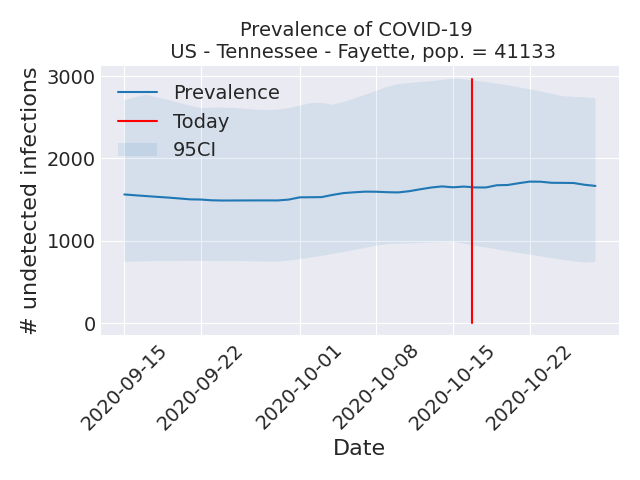 Prevalence of COVID-19
US - Tennessee - Fayette, pop. = 41133
# undetected infections
3000
2000
1000
0
Prevalence
Today
95CI
2020-09-15
2020-09-22
2020-10-01
2020-10-08
2020-10-15
2020-10-22
Date